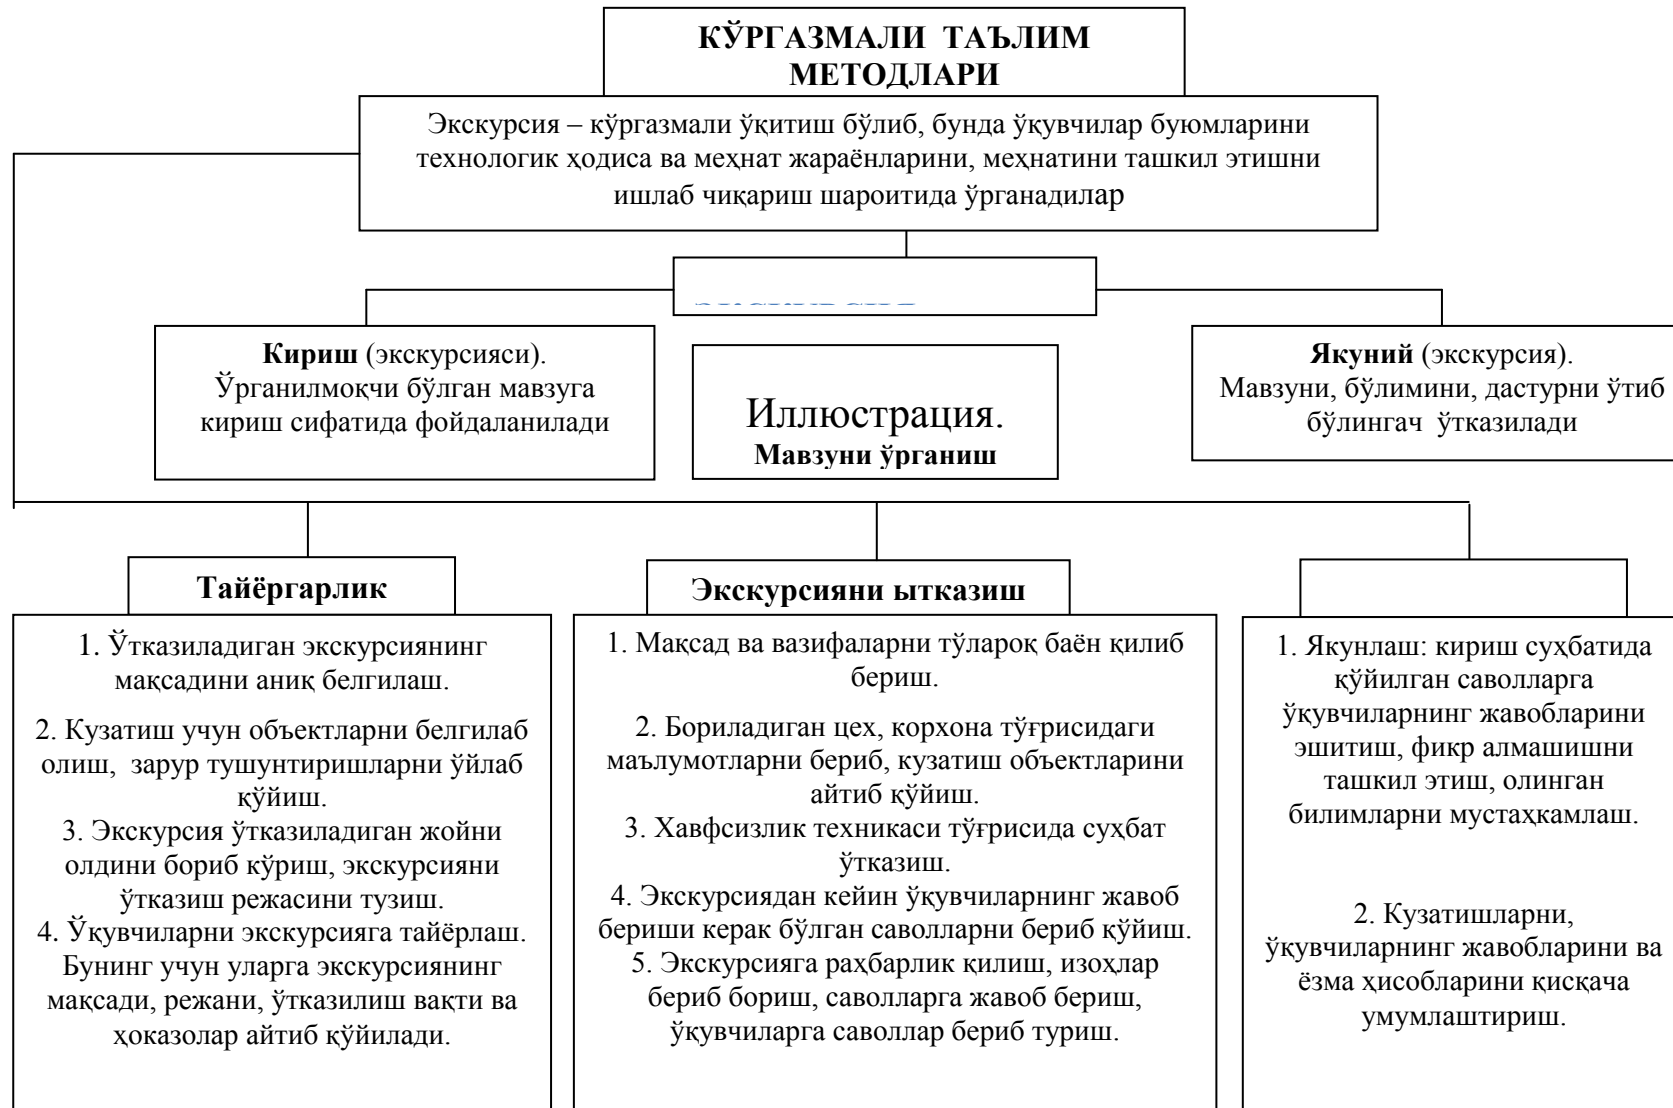 КЎРГАЗМАЛИ ТАЪЛИМ
МЕТОДЛАРИ
Экскурсия – кўргазмали ўқитиш бўлиб, бунда ўқувчилар буюмларини
технологик ҳодиса ва меҳнат жараёнларини, меҳнатини ташкил этишни
ишлаб чиқариш шароитида ўрганадилар
Кириш (экскурсияси).
Ўрганилмоқчи бўлган мавзуга
кириш сифатида фойдаланилади
Иллюстрация.
Мавзуни ўрганиш
Якуний (экскурсия).
Мавзуни, бўлимини, дастурни ўтиб
бўлингач ўтказилади
Тайёргарлик
1. Ўтказиладиган экскурсиянинг
мақсадини аниқ белгилаш.
2. Кузатиш учун объектларни белгилаб
олиш, зарур тушунтиришларни ўйлаб
қўйиш.
3. Экскурсия ўтказиладиган жойни
олдини бориб кўриш, экскурсияни
ўтказиш режасини тузиш.
4. Ўқувчиларни экскурсияга тайёрлаш.
Бунинг учун уларга экскурсиянинг
мақсади, режани, ўтказилиш вақти ва
ҳоказолар айтиб қўйилади.
Экскурсияни ытказиш
1. Мақсад ва вазифаларни тўлароқ баён қилиб
бериш.
2. Бориладиган цех, корхона тўғрисидаги
маълумотларни бериб, кузатиш объектларини
айтиб қўйиш.
3. Хавфсизлик техникаси тўғрисида суҳбат
ўтказиш.
4. Экскурсиядан кейин ўқувчиларнинг жавоб
бериши керак бўлган саволларни бериб қўйиш.
5. Экскурсияга раҳбарлик қилиш, изоҳлар
бериб бориш, саволларга жавоб бериш,
ўқувчиларга саволлар бериб туриш.
1. Якунлаш: кириш суҳбатида
қўйилган саволларга
ўқувчиларнинг жавобларини
эшитиш, фикр алмашишни
ташкил этиш, олинган
билимларни мустаҳкамлаш.
2. Кузатишларни,
ўқувчиларнинг жавобларини ва
ёзма ҳисобларини қисқача
умумлаштириш.